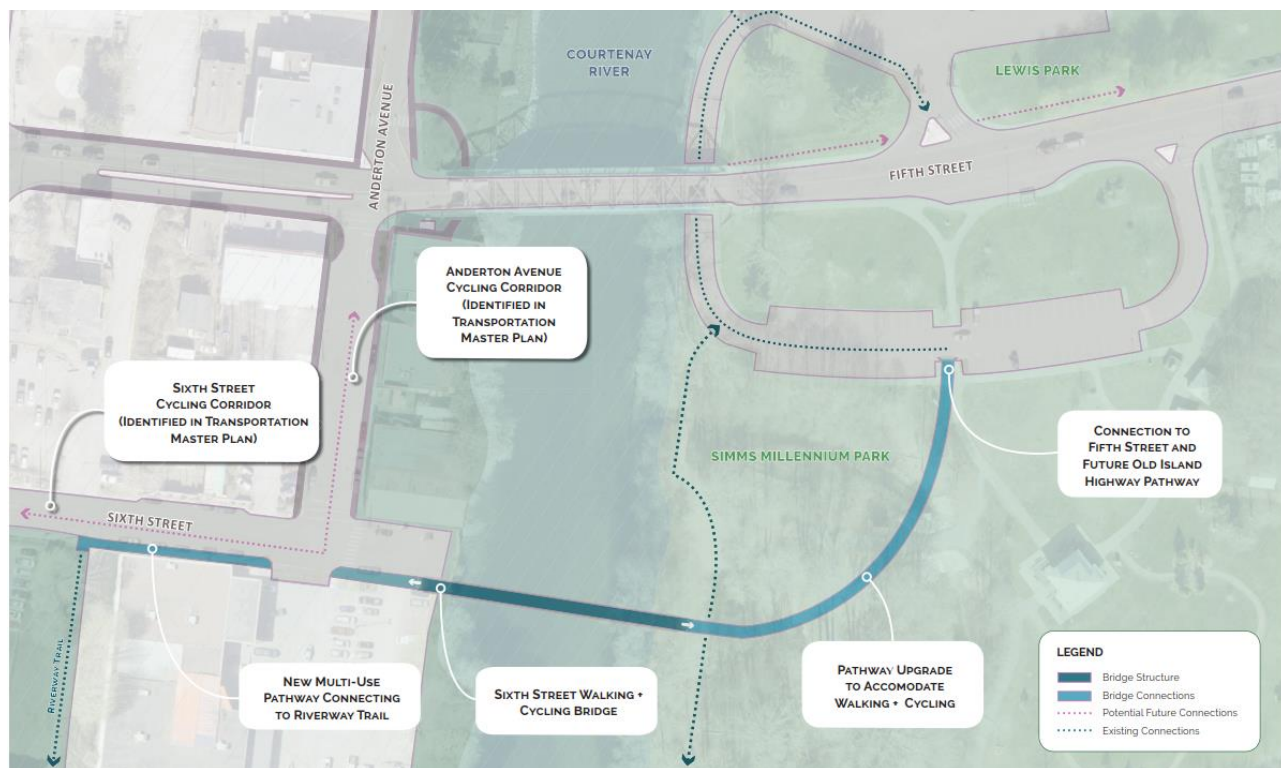 COURTENAY
RIVER
LEWIS PARK
ANDERTON AVENUE
FIFTH STREET
ANDERTON AVENUE
CYCLING CORRIDOR
(IDENTIFIED IN
TRANSPORTATION
MASTER PLAN)
SIXTH STREET
CYCLING CORRIDOR
(IDENTIFIED IN TRANSPORTATION
MASTER PLAN)
CONNECTION TO
FIFTH STREET AND
FUTURE OLD ISLAND
HIGHWAY PATHWAY
SIMMS MILLENNIUM PARK
SIXTH STREET
RIVERWAY TRAIL
NEW MULTI-USE
PATHWAY CONNECTING
TO RIVERWAY TRAIL
SIXTH STREET WALKING +
CYCLING BRIDGE
PATHWAY UPGRADE
TO ACCOMODATE
WALKING + CYCLING
LEGEND
Bridge Structure
Bridge Connections
Potential Future Connections
Existing Connections